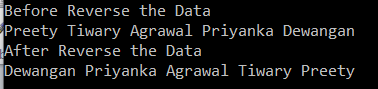 Before Reverse the Data
Preety Tiwary Agrawal Priyanka Dewangan
After Reverse the Data
Dewangan Priyanka Agrawal Tiwary Preety